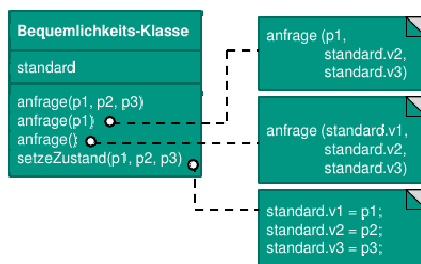 Bequemlichkeits-Klasse
standard
anfrage(p1, p2, p3)
anfrage(p1)
anfrage()
setzeZustand(p1, p2, p3)
anfrage (p1,
standard.v2,
standard.v3)
anfrage (standard.v1,
standard.v2,
standard.v3)
standard.v1 = p1;
standard.v2 = p2;
standard.v3 = p3;